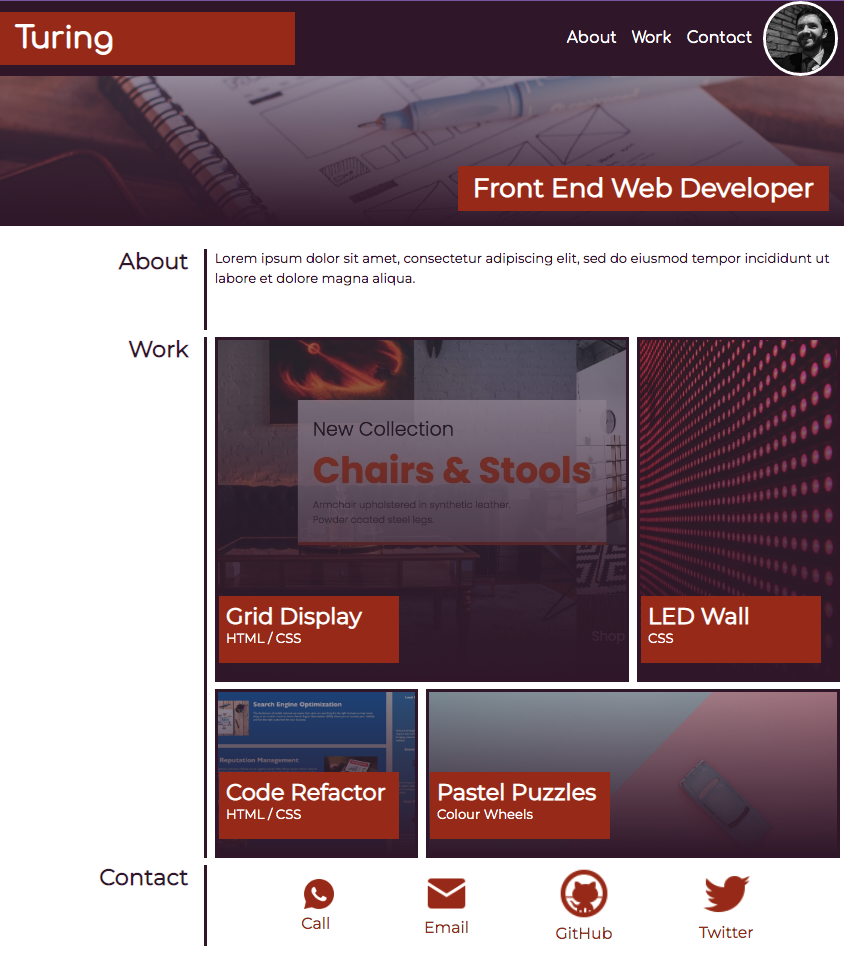 Turing
About Work Contact
Front End Web Developer
About
Lorem ipsum dolor sit amet, consectetur adipiscing elit, sed do eiusmod tempor incididunt ut
labore et dolore magna aliqua.
Work
New Collection
Chairs & Stools
Armchair upholstered in synthetic leather.
Powder coated steel legs.
Shop
Grid Display
HTML / CSS
LED Wall
CSS
Search Engine Optimization
Reputation Management
Code Refactor
HTML / CSS
Pastel Puzzles
Colour Wheels
Contact
Call
Email
GitHub
Twitter